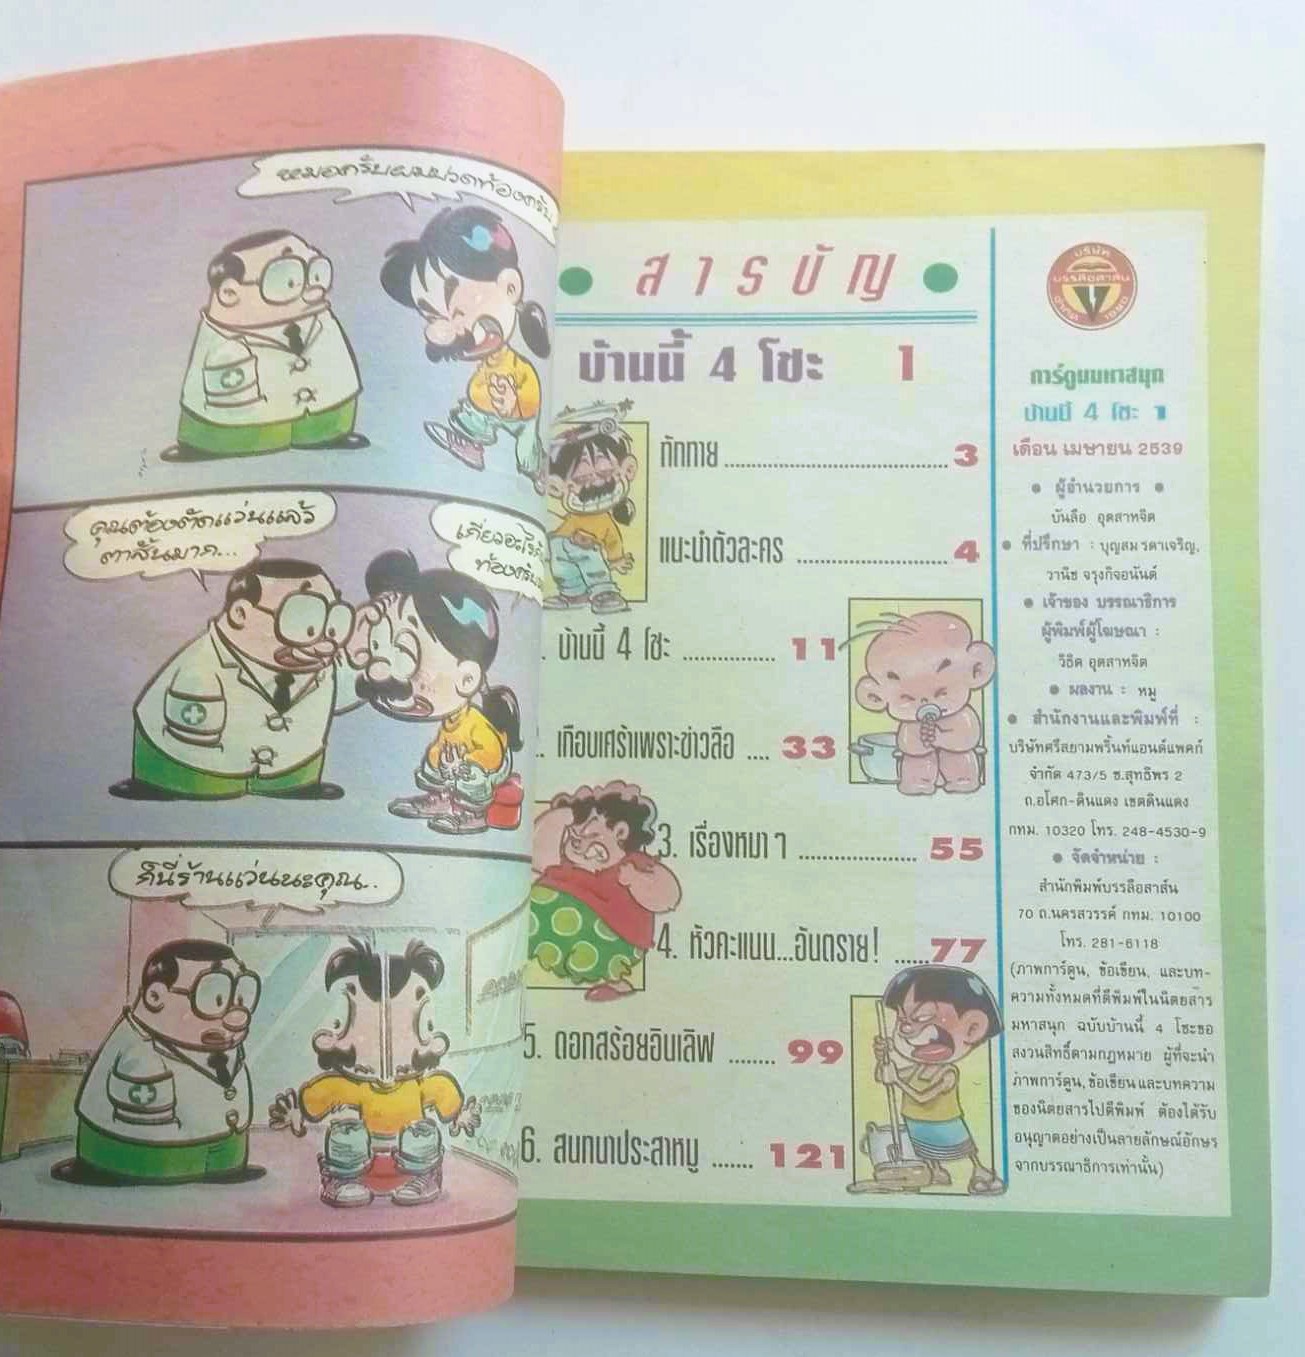 หมอครับผมปวดท้องครับ
คุณต้องตัดแว่นแล้ว
ตาสั้นมาก...
เกี่ยวอะไร
ท้องครับ
ก็นี่ร้านแว่นนะคุณ..
สารบัญ
บ้านนี้ 4 โชะ 1
ทักทาย 3
แนะนำตัวละคร 4
. บ้านนี้ 4 โชะ 11
. เกือบเศร้าเพราะข่าวลือ 33
3. เรื่องหมา ๆ 55
4. หัวคะแนน...อันตราย! 77
5. ดอกสร้อยอินเลิฟ 99
6. สนทนาประสาหมู 121
บริษัท
บรรลือสาส์น
จำกัด
การ์ตูนมหาสนุก
บ้านนี้ 4 โชะ 1
เดือน เมษายน 2539
● ผู้อำนวยการ ●
บันลือ อุตสาหจิต
● ที่ปรึกษา : บุญสม รดาเจริญ,
วานิช จรุงกิจอนันต์
● เจ้าของ บรรณาธิการ
ผู้พิมพ์ผู้โฆษณา :
วิธิต อุตสาหจิต
● ผลงาน : หมู
● สำนักงานและพิมพ์ที่ :
บริษัทศรีสยามพริ้นท์แอนด์แพคก์
จำกัด 473/5 ซ.สุทธิพร 2
ถ.อโศก-ดินแดง เขตดินแดง
กทม. 10320 โทร. 248-4530-9
● จัดจำหน่าย :
สำนักพิมพ์บรรลือสาส์น
70 ถ.นครสวรรค์ กทม. 10100
โทร. 281-6118
(ภาพการ์ตูน, ข้อเขียน, และบท-
ความทั้งหมดที่ตีพิมพ์ในนิตยสาร
มหาสนุก ฉบับบ้านนี้ 4 โชะขอ
สงวนสิทธิ์ตามกฎหมาย ผู้ที่จะนำ
ภาพการ์ตูน, ข้อเขียนและบทความ
ของนิตยสารไปตีพิมพ์ ต้องได้รับ
อนุญาตอย่างเป็นลายลักษณ์อักษร
จากบรรณาธิการเท่านั้น)